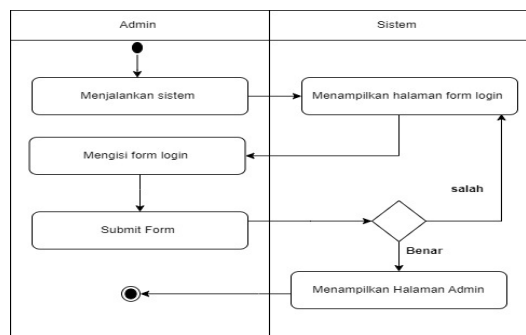 Admin
Sistem
Menjalankan sistem
Menampilkan halaman form login
Mengisi form login
salah
Submit Form
Benar
Menampilkan Halaman Admin